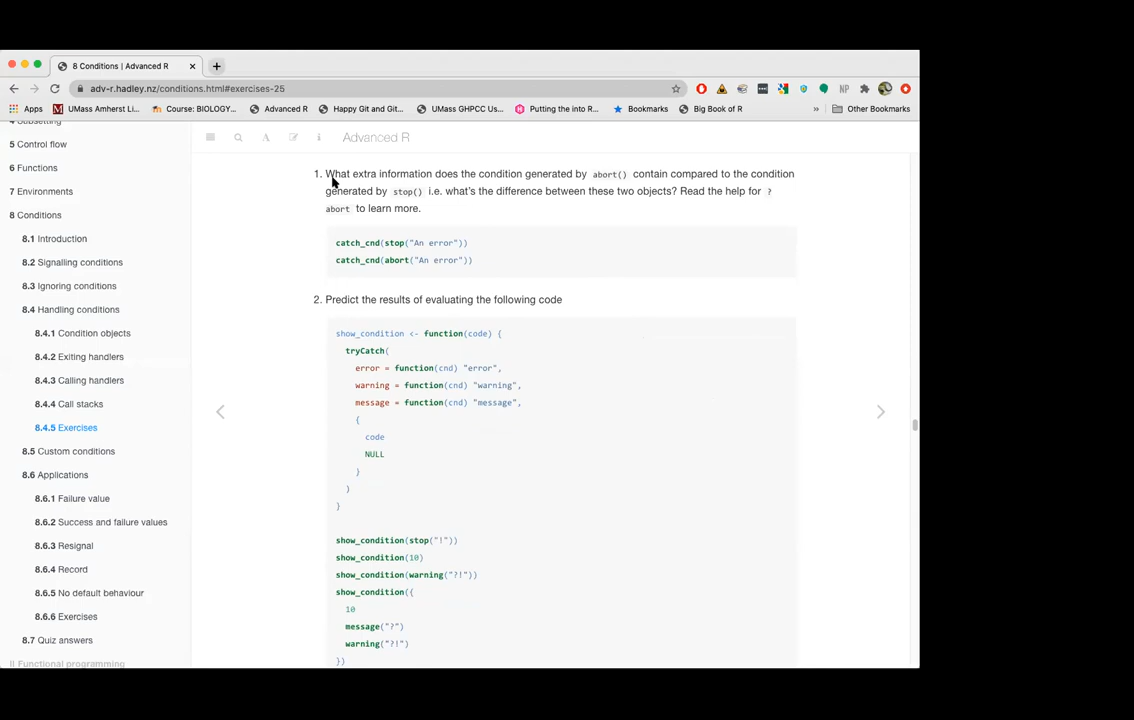 8 Conditions | Advanced R
adv-r.hadley.nz/conditions.html#exercises-25
NP
Apps
UMass Amherst Li...
Course: BIOLOGY...
Advanced R
Happy Git and Git...
UMass GHPCC Us...
Putting the into R...
Bookmarks
Big Book of R
»
Other Bookmarks
4 Subsetting
5 Control flow
6 Functions
7 Environments
8 Conditions
8.1 Introduction
8.2 Signalling conditions
8.3 Ignoring conditions
8.4 Handling conditions
8.4.1 Condition objects
8.4.2 Exiting handlers
8.4.3 Calling handlers
8.4.4 Call stacks
8.4.5 Exercises
8.5 Custom conditions
8.6 Applications
8.6.1 Failure value
8.6.2 Success and failure values
8.6.3 Resignal
8.6.4 Record
8.6.5 No default behaviour
8.6.6 Exercises
8.7 Quiz answers
II Functional programming
Advanced R
1. What extra information does the condition generated by abort() contain compared to the condition
generated by stop() i.e. what's the difference between these two objects? Read the help for ?
abort to learn more.
catch_cnd(stop("An error"))
catch_cnd(abort("An error"))
2. Predict the results of evaluating the following code
show_condition <- function(code) {
tryCatch(
error = function(cnd) "error",
warning = function(cnd) "warning",
message = function(cnd) "message",
{
code
NULL
}
)
}
show_condition(stop("!"))
show_condition(10)
show_condition(warning("?!"))
show_condition({
10
message("?")
warning("?!")
})